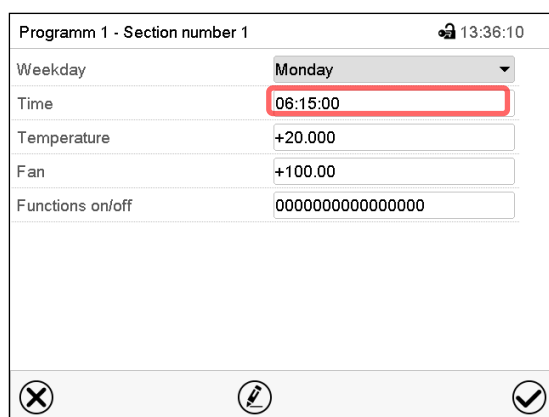 Programm 1 - Section number 1 13:36:10
Weekday Monday
Time 06:15:00
Temperature +20.000
Fan +100.00
Functions on/off 0000000000000000